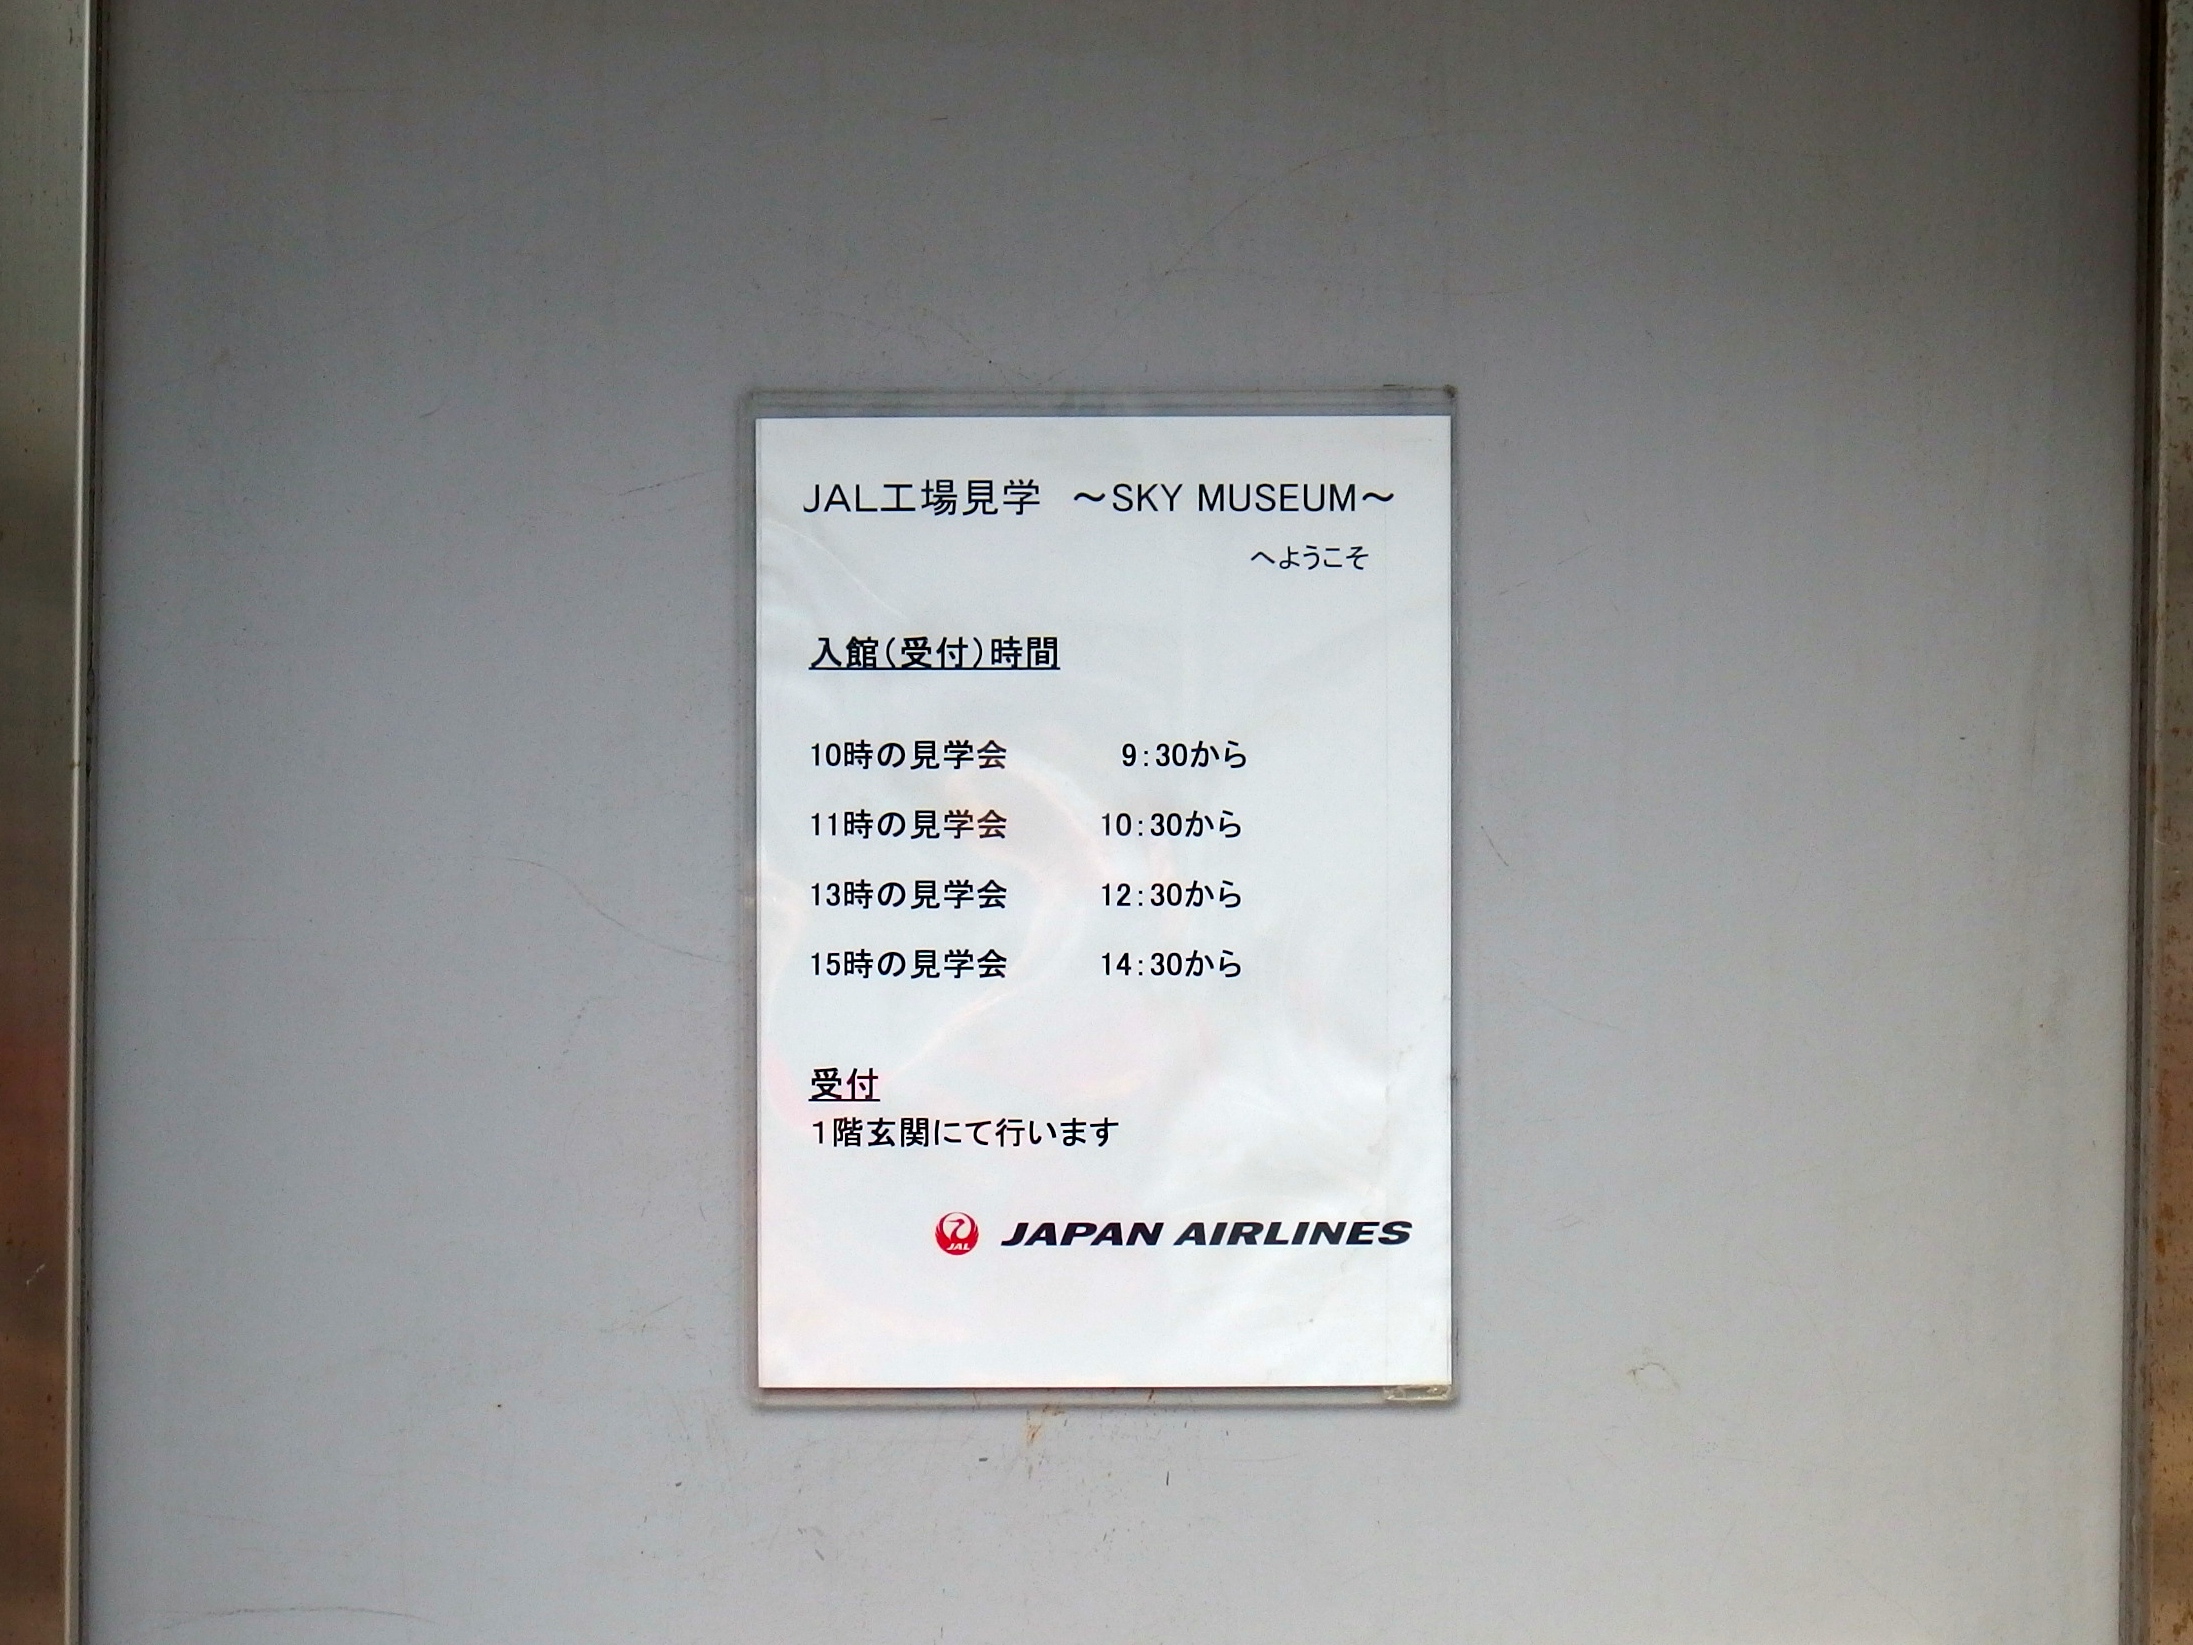 JAL工場見学　～SKY MUSEUM～
へようこそ
入館(受付)時間
10時の見学会　9:30から
11時の見学会　10:30から
13時の見学会　12:30から
15時の見学会　14:30から
受付
1階玄関にて行います
JAL JAPAN AIRLINES